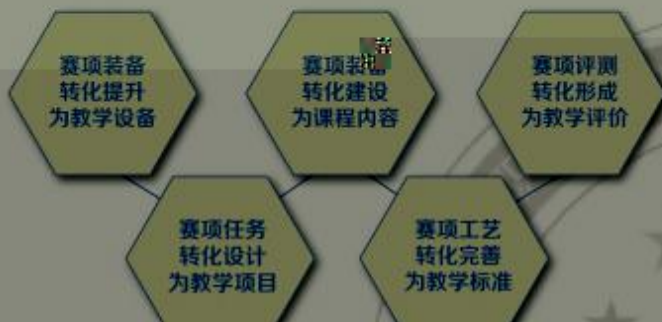 赛项装备
转化提升
为教学设备
赛项装
转化建设
为课程内容
赛项评测
转化形成
为教学评价
赛项任务
转化设计
为教学项目
赛项工艺
转化完善
为教学标准